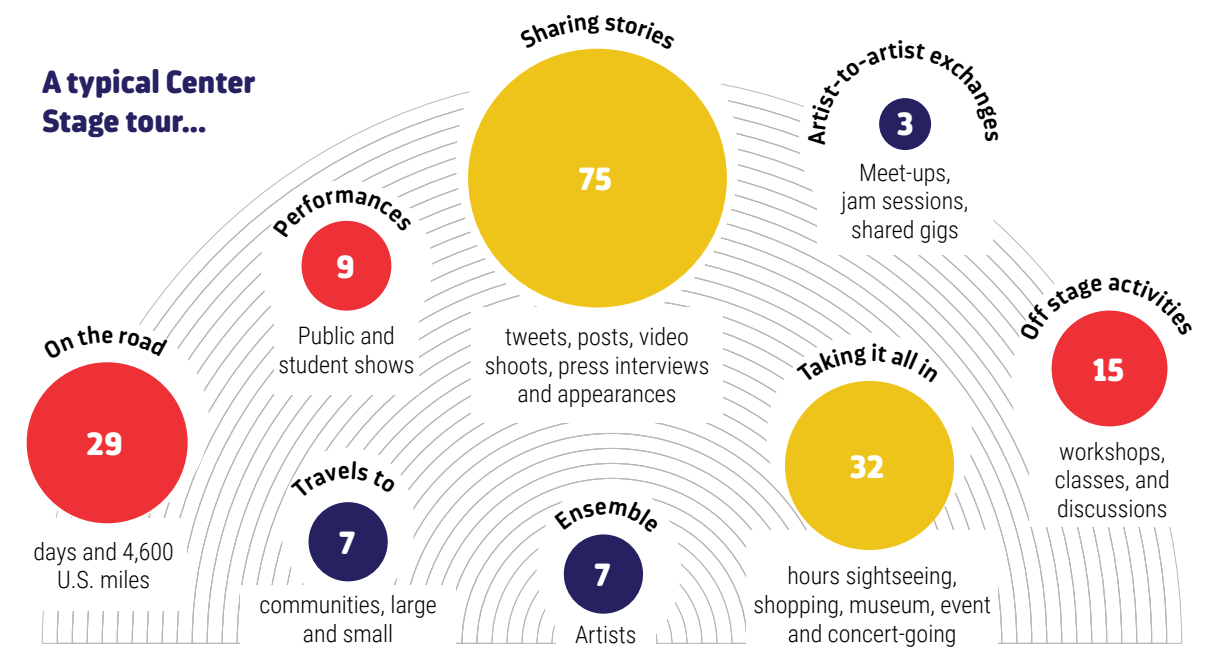 A typical Center
Stage tour...
On the road
29
days and 4,600
U.S. miles
Performances
9
Public and
student shows
Travels to
7
communities, large
and small
Sharing stories
75
tweets, posts, video
shoots, press interviews
and appearances
Ensemble
7
Artists
Artist-to-artist exchanges
3
Meet-ups,
jam sessions,
shared gigs
Taking it all in
32
hours sightseeing,
shopping, museum, event
and concert-going
Off stage activities
15
workshops,
classes, and
discussions